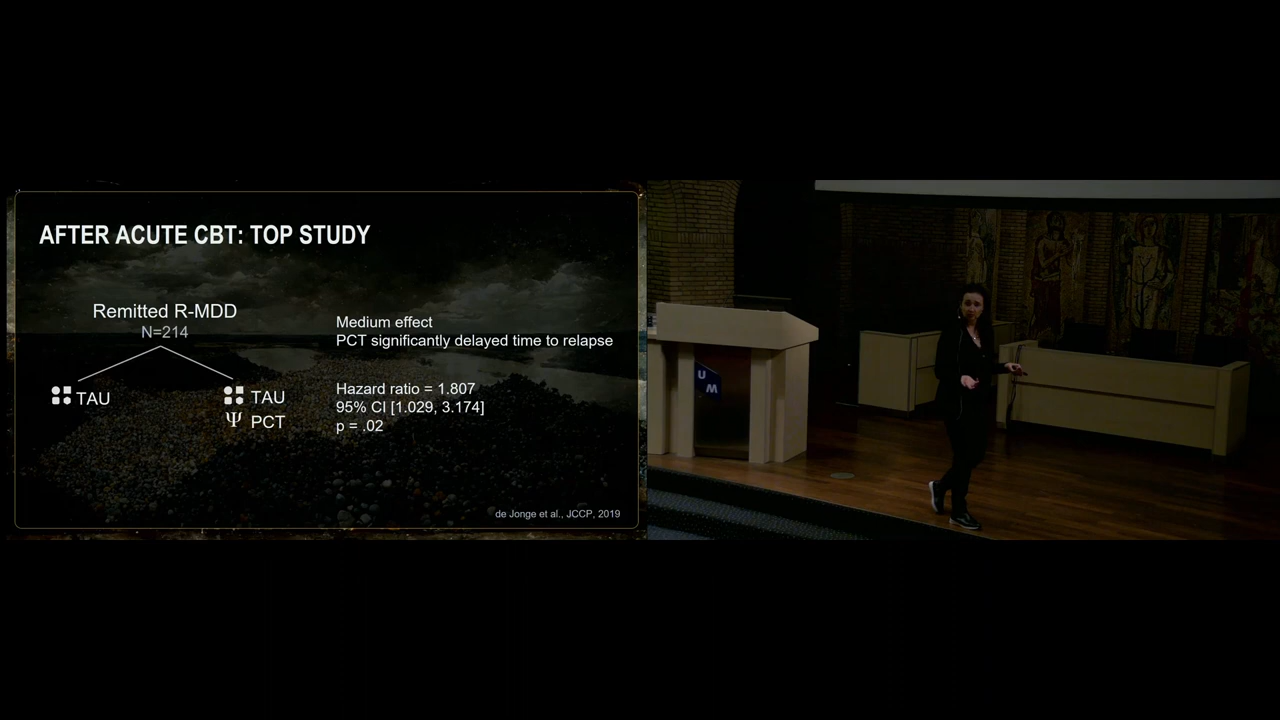 AFTER ACUTE CBT: TOP STUDY
Remitted R-MDD
N=214
TAU
TAU
Ψ PCT
Medium effect
PCT significantly delayed time to relapse
Hazard ratio = 1.807
95% CI [1.029, 3.174]
p = .02
de Jonge et al., JCCP, 2019
U
M